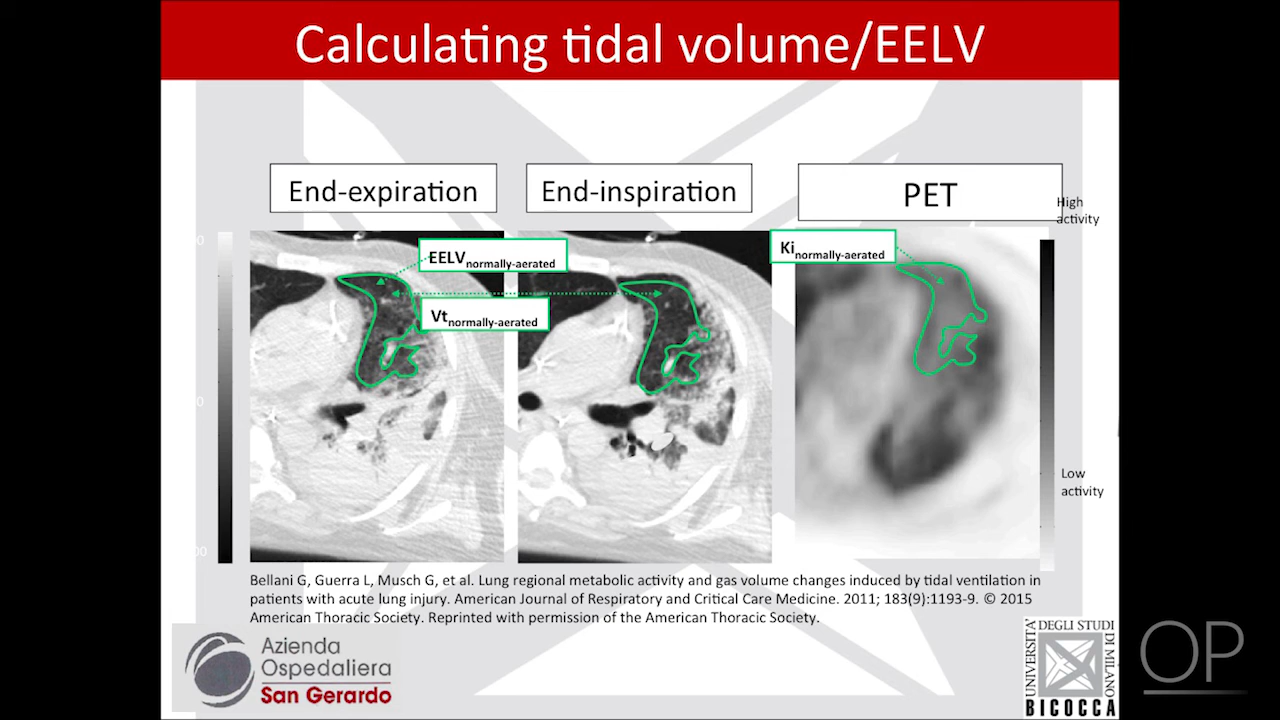 Calculating tidal volume/EELV
End-expiration
End-inspiration
PET
High
activity
EELVnormally-aerated
Kinormally-aerated
Vtnormally-aerated
0
0
00
Low
activity
Bellani G, Guerra L, Musch G, et al. Lung regional metabolic activity and gas volume changes induced by tidal ventilation in
patients with acute lung injury. American Journal of Respiratory and Critical Care Medicine. 2011; 183(9):1193-9. © 2015
American Thoracic Society. Reprinted with permission of the American Thoracic Society.
Azienda
Ospedaliera
San Gerardo
UNIVERSITA'
DEGLI STUDI
DI MILANO
BICOCCA
OP